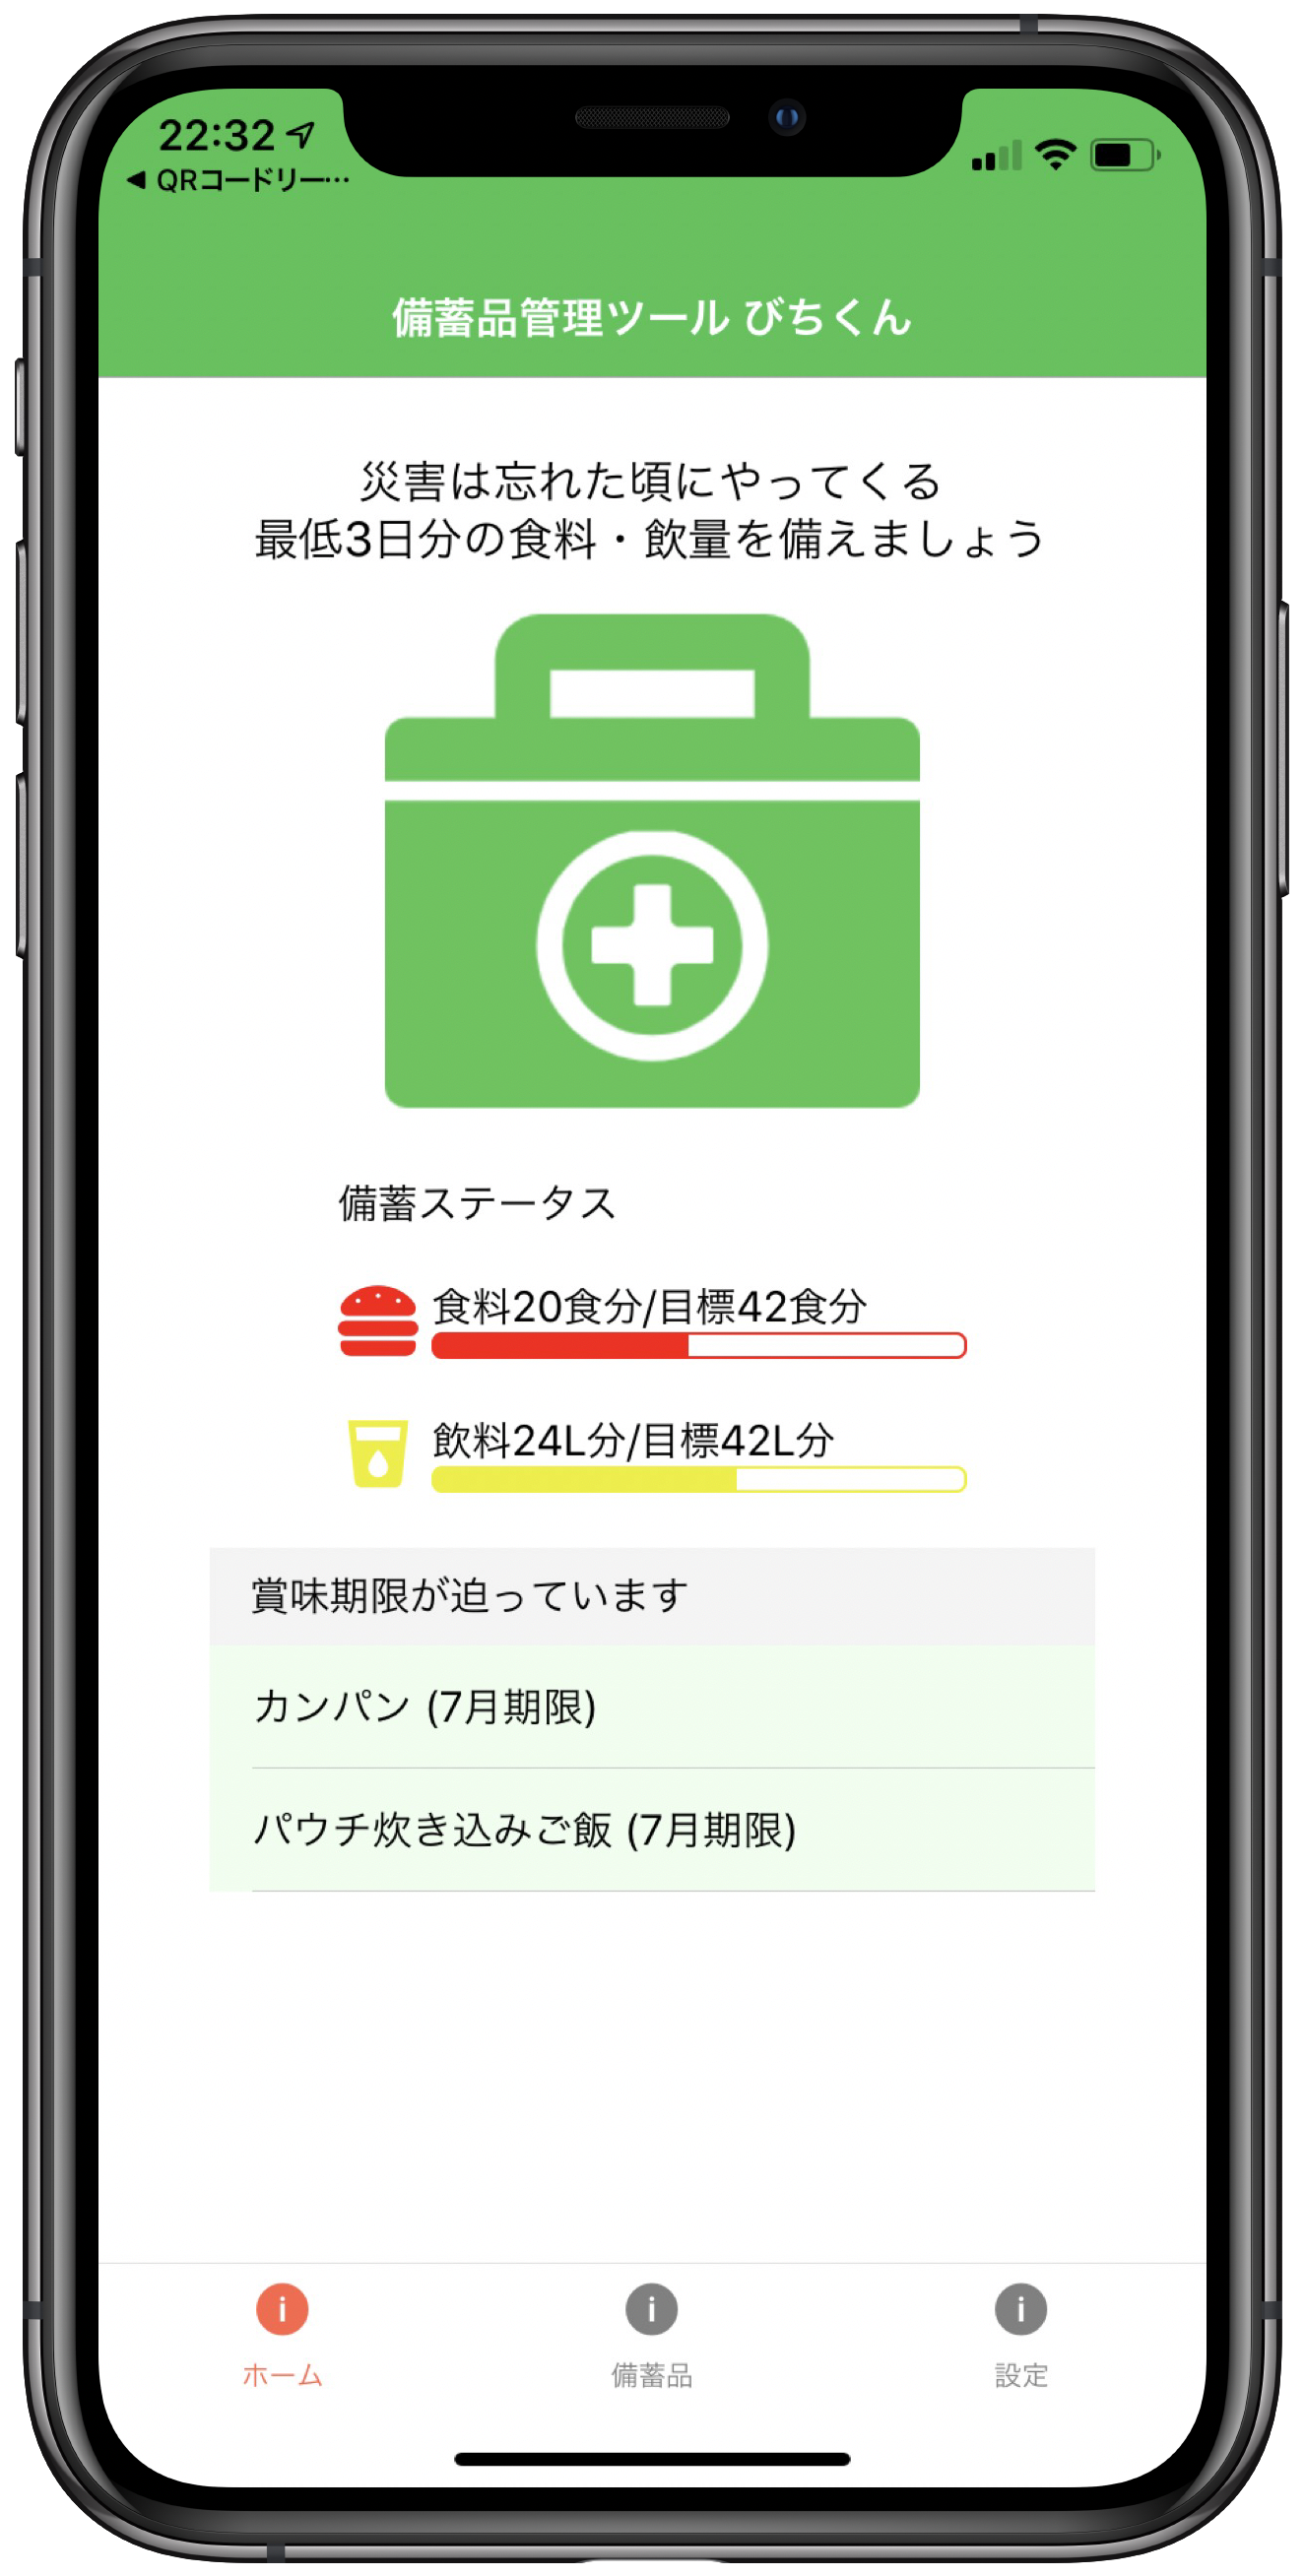 22:32
◀ QRコードリー…
備蓄品管理ツール びちくん
災害は忘れた頃にやってくる
最低3日分の食料・飲量を備えましょう
備蓄ステータス
食料20食分/目標42食分
飲料24L分/目標42L分
賞味期限が迫っています
カンパン (7月期限)
パウチ炊き込みご飯 (7月期限)
ホーム
備蓄品
設定